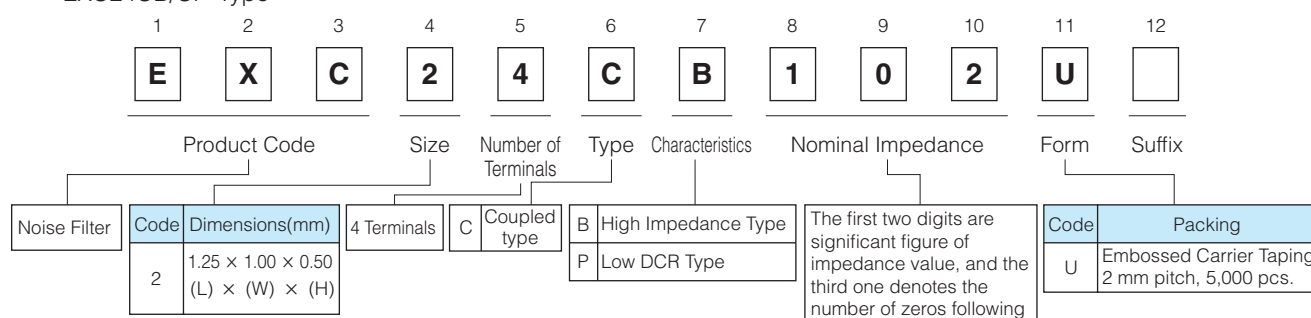 1 2 3 4 5 6 7 8 9 10 11 12
E X C 2 4 C B 1 0 2 U
Product Code Size Number of Terminals Type Characteristics Nominal Impedance Form Suffix
Noise Filter
Code Dimensions(mm)
2 1.25 × 1.00 × 0.50
(L) × (W) × (H)
4 Terminals
C Coupled
type
B High Impedance Type
P Low DCR Type
The first two digits are
significant figure of
impedance value, and the
third one denotes the
number of zeros following
Code Packing
U Embossed Carrier Taping
2 mm pitch, 5,000 pcs.